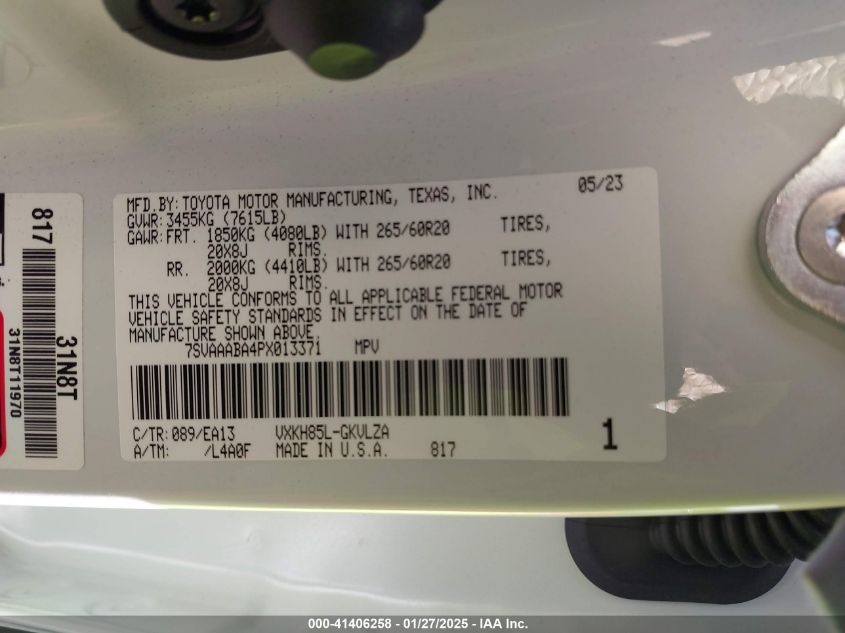 MFD.BY: TOYOTA MOTOR MANUFACTURING, TEXAS, INC. 05/23
GVWR: 3455KG (7615LB)
GAWR: FRT. 1850KG (4080LB) WITH 265/60R20 TIRES,
20X8J RIMS.
RR. 2000KG (4410LB) WITH 265/60R20 TIRES,
20X8J RIMS.
THIS VEHICLE CONFORMS TO ALL APPLICABLE FEDERAL MOTOR
VEHICLE SAFETY STANDARDS IN EFFECT ON THE DATE OF
MANUFACTURE SHOWN ABOVE.
7SVAAABA4PX013371 MPV
C/TR: 089/EA13 VXKH85L-GKVLZA
A/TM: /L4A0F MADE IN U.S.A. 817
1
817
31N8T
31N8T11970
000-41406258 - 01/27/2025 - IAA Inc.